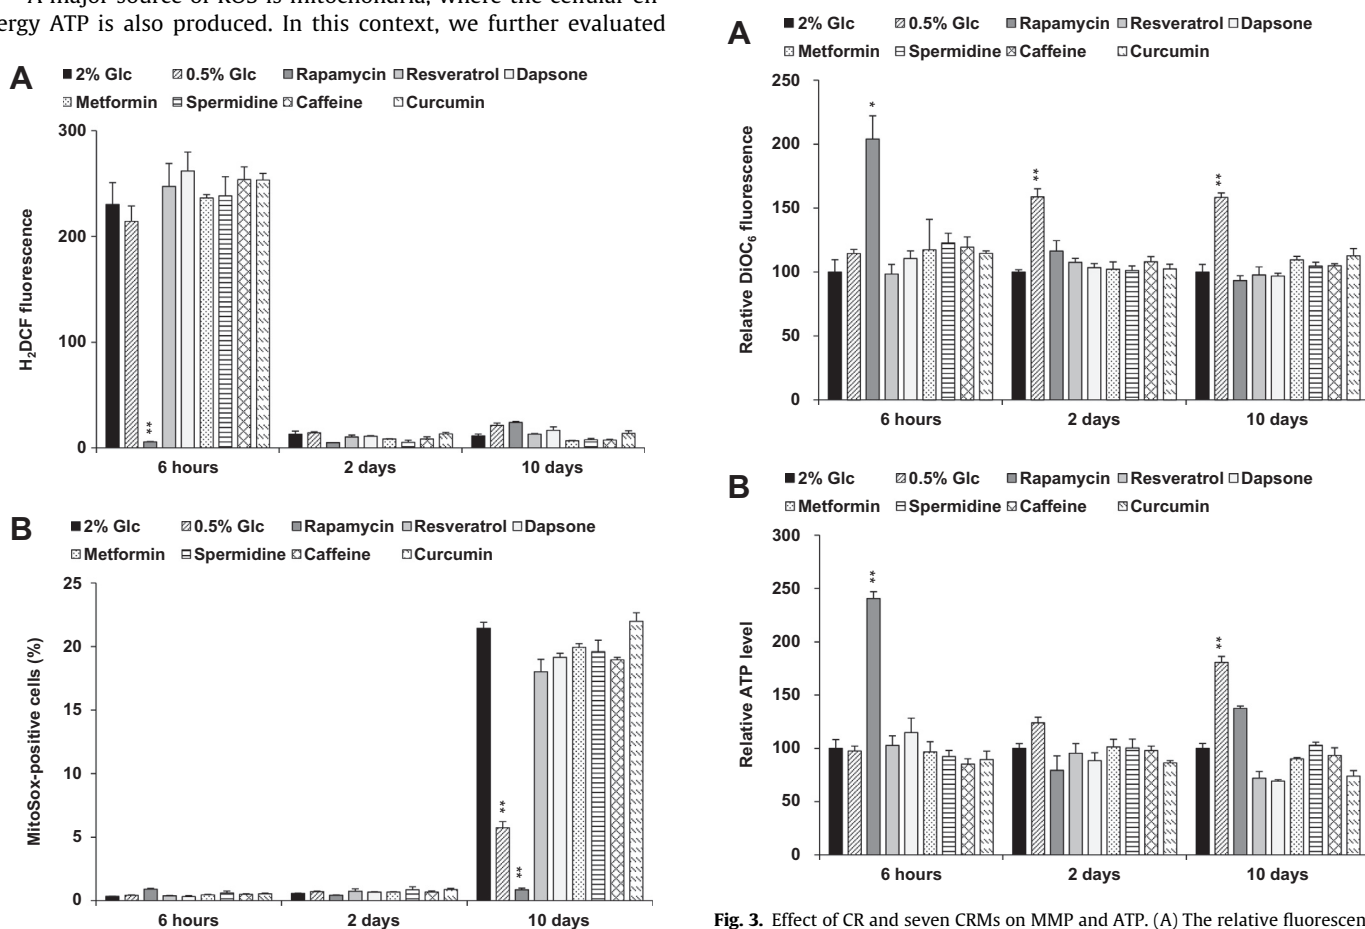 A major source of ROS is mitochondria, where the cellular en-
ergy ATP is also produced. In this context, we further evaluated
A
2% Glc 0.5% Glc Rapamycin Resveratrol Dapsone
Metformin Spermidine Caffeine Curcumin
300
200
100
0
H2DCF fluorescence
**
6 hours 2 days 10 days
B
2% Glc 0.5% Glc Rapamycin Resveratrol Dapsone
Metformin Spermidine Caffeine Curcumin
25
20
15
10
5
0
MitoSox-positive cells (%)
**
**
6 hours 2 days 10 days
A
2% Glc 0.5% Glc Rapamycin Resveratrol Dapsone
Metformin Spermidine Caffeine Curcumin
250
200
150
100
50
0
Relative DiOC6 fluorescence
*
**
**
6 hours 2 days 10 days
B
2% Glc 0.5% Glc Rapamycin Resveratrol Dapsone
Metformin Spermidine Caffeine Curcumin
300
250
200
150
100
50
0
Relative ATP level
**
**
6 hours 2 days 10 days
Fig. 3. Effect of CR and seven CRMs on MMP and ATP. (A) The relative fluorescen